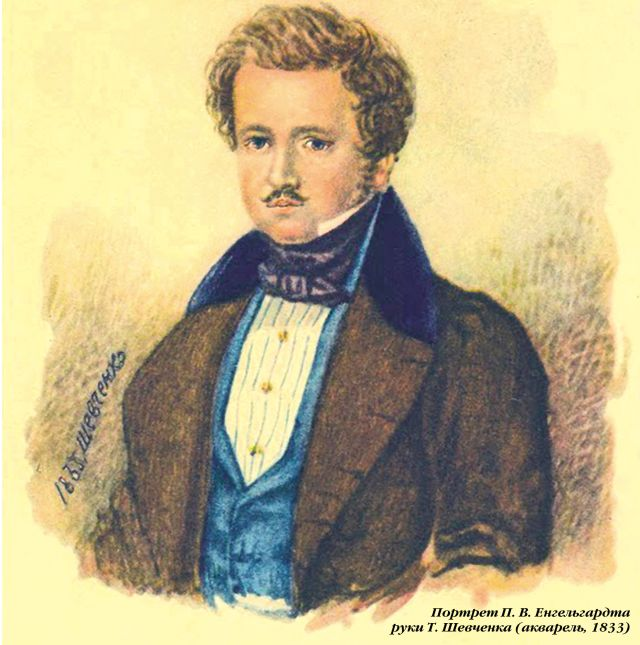 1833 Шевченко
Портрет П. В. Енгельгардта
руки Т. Шевченка (акварель, 1833)